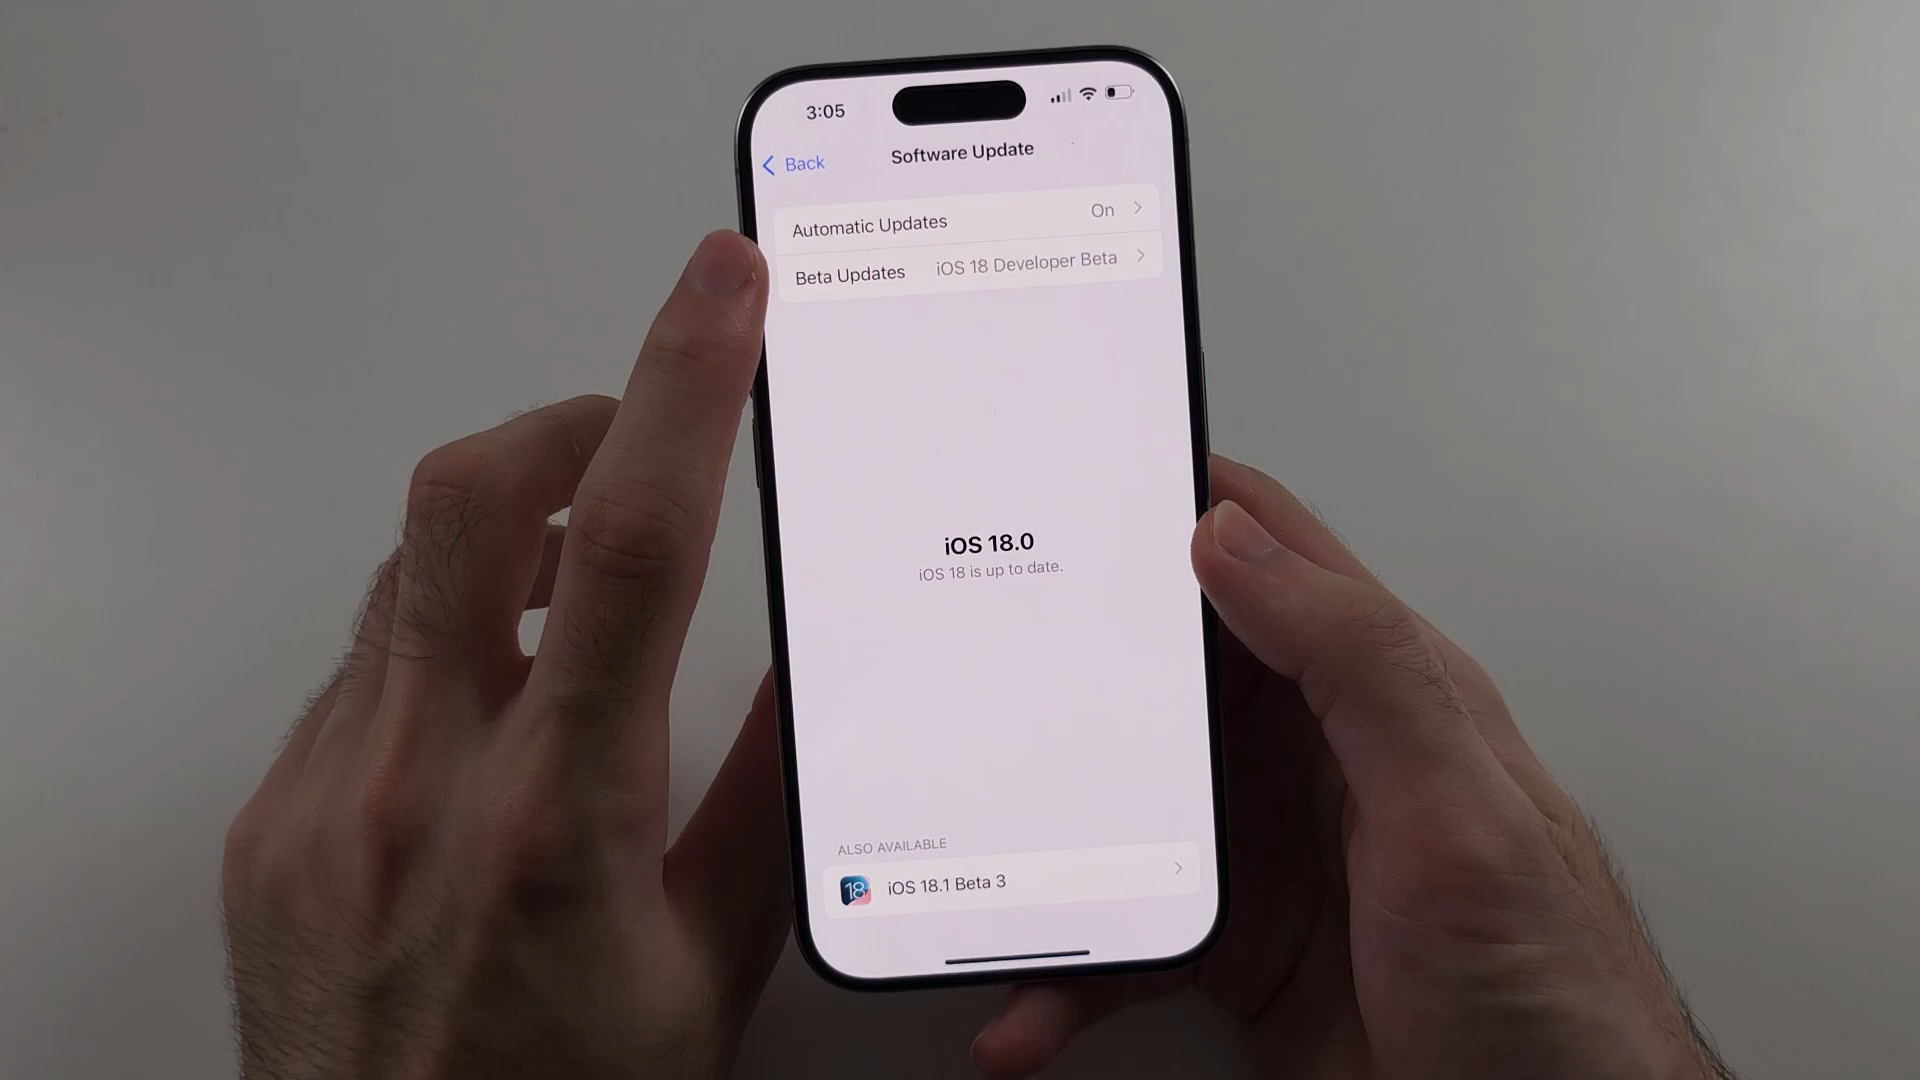 3:05
Back
Software Update
Automatic Updates On
Beta Updates iOS 18 Developer Beta
iOS 18.0
iOS 18 is up to date.
ALSO AVAILABLE
18
iOS 18.1 Beta 3